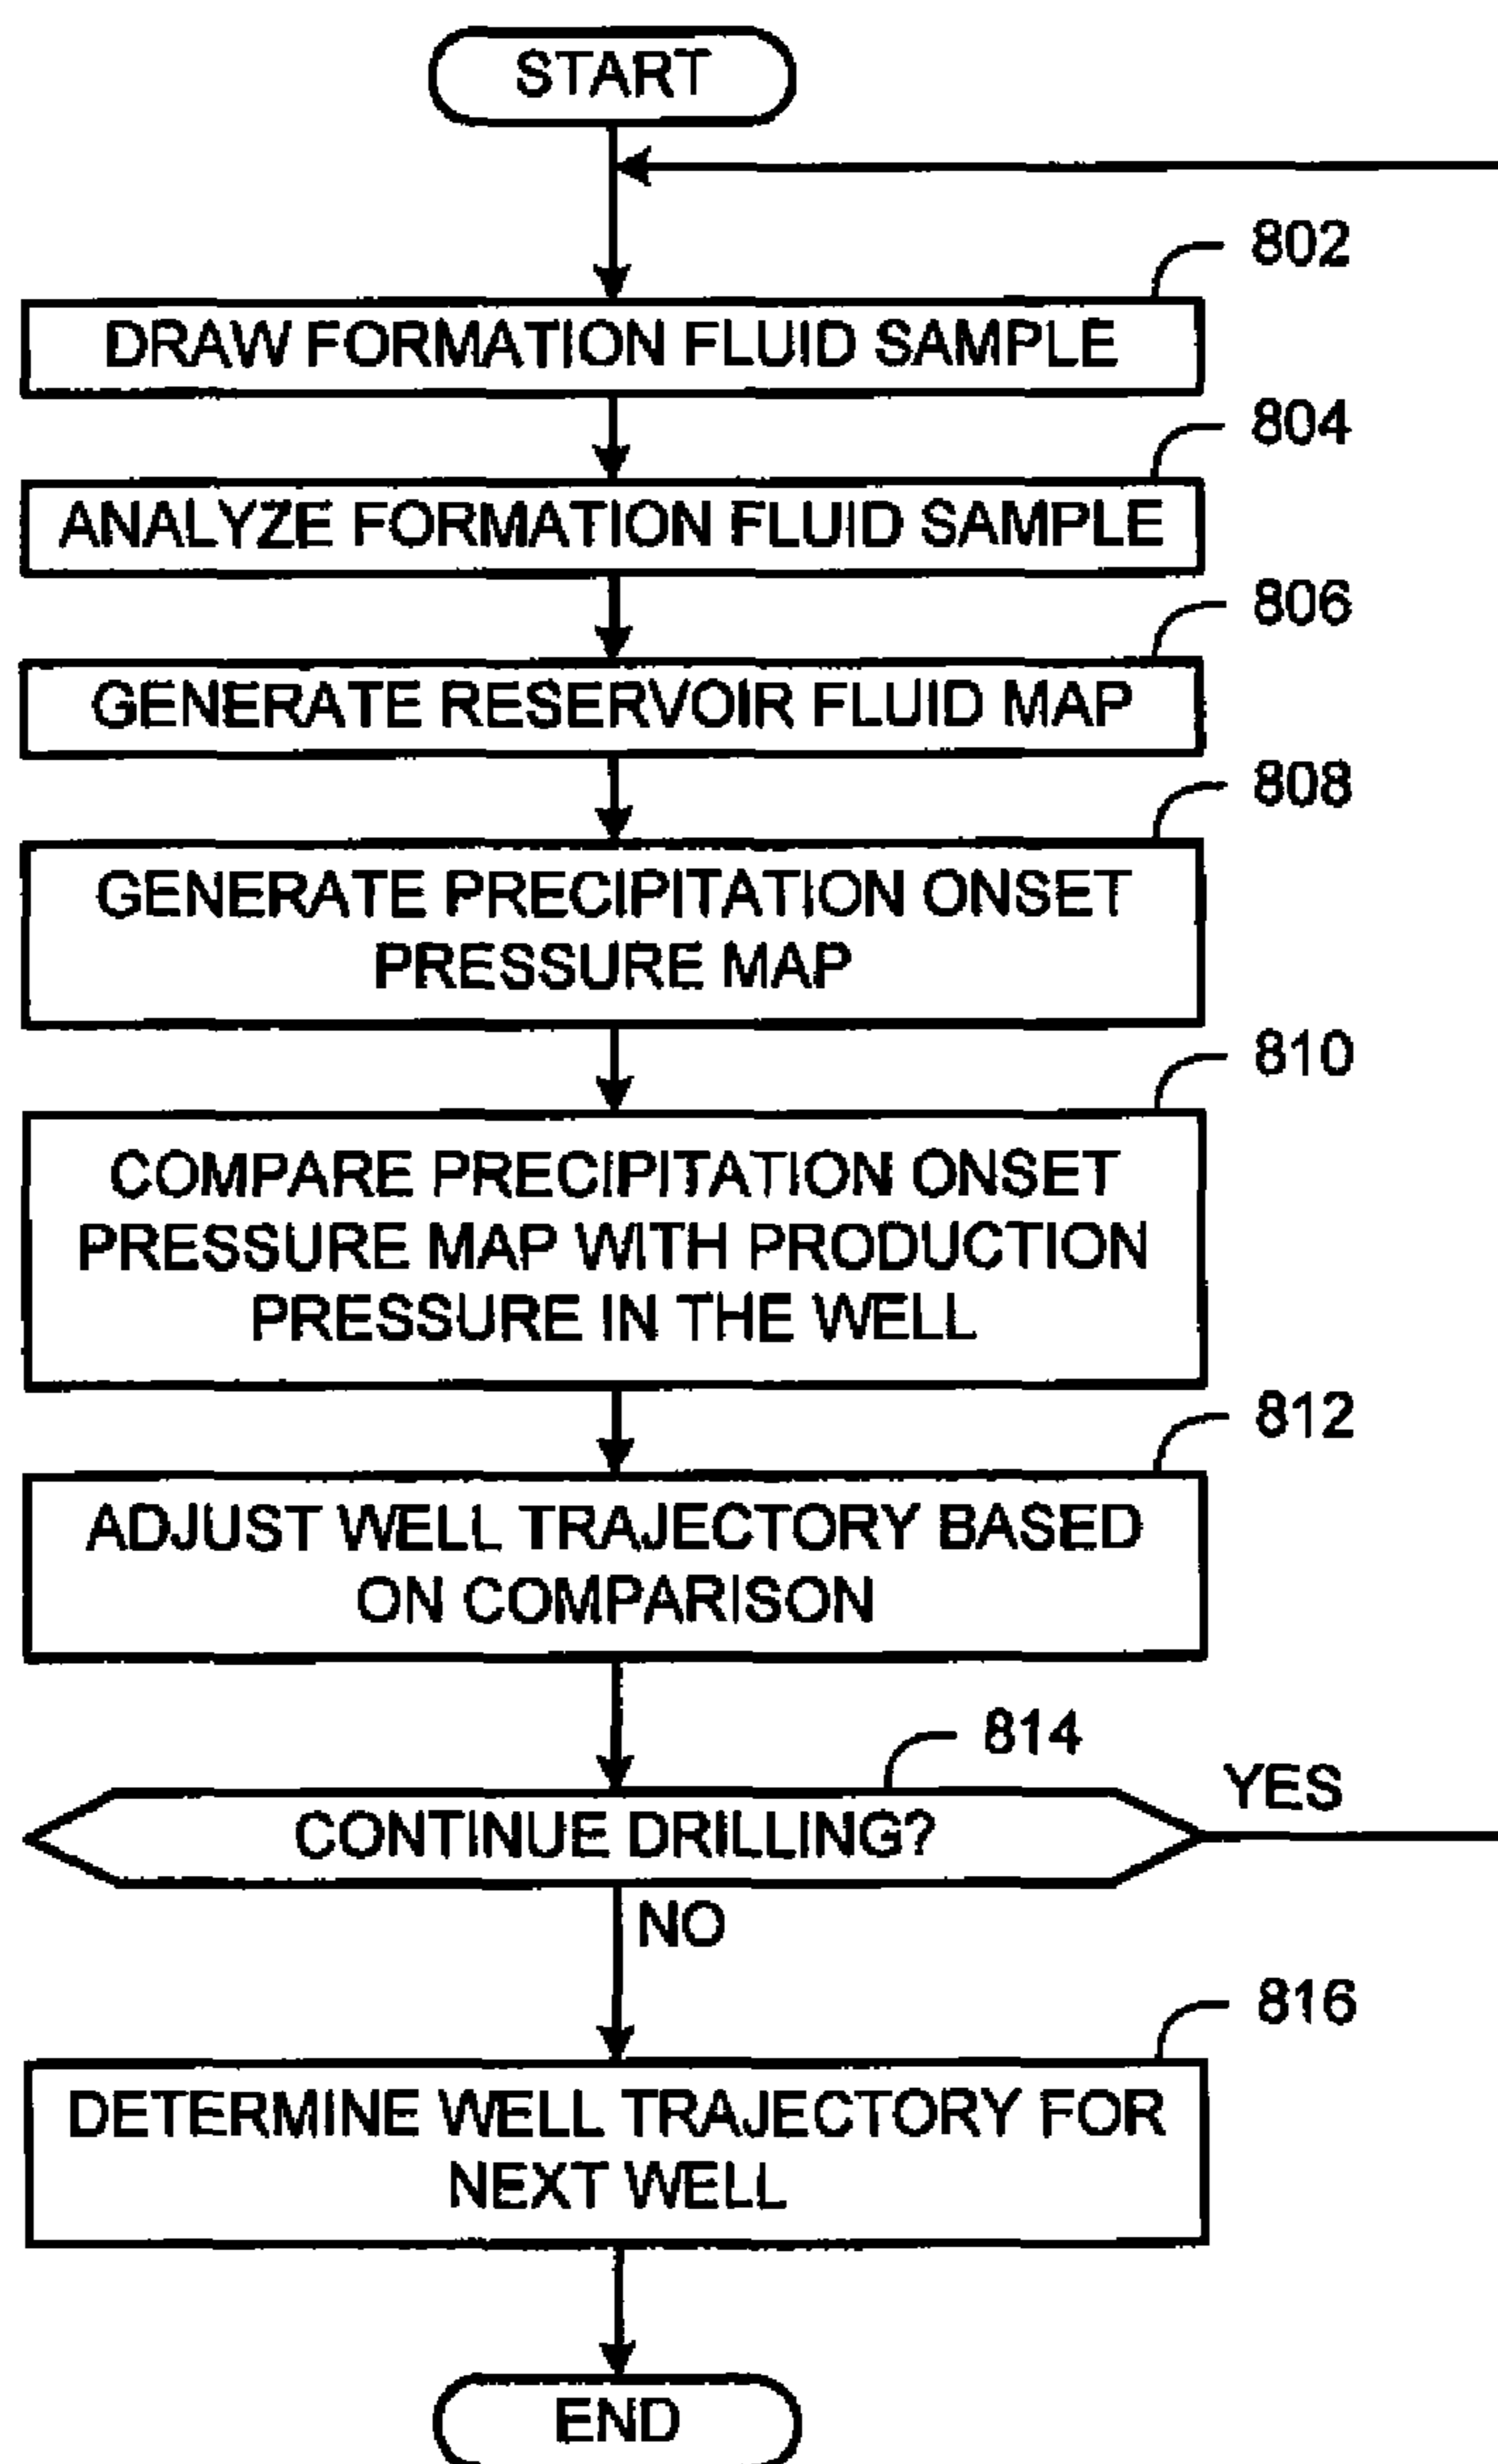 START
802
DRAW FORMATION FLUID SAMPLE
804
ANALYZE FORMATION FLUID SAMPLE
806
GENERATE RESERVOIR FLUID MAP
808
GENERATE PRECIPITATION ONSET
PRESSURE MAP
810
COMPARE PRECIPITATION ONSET
PRESSURE MAP WITH PRODUCTION
PRESSURE IN THE WELL
812
ADJUST WELL TRAJECTORY BASED
ON COMPARISON
814
YES
CONTINUE DRILLING?
NO
816
DETERMINE WELL TRAJECTORY FOR
NEXT WELL
END